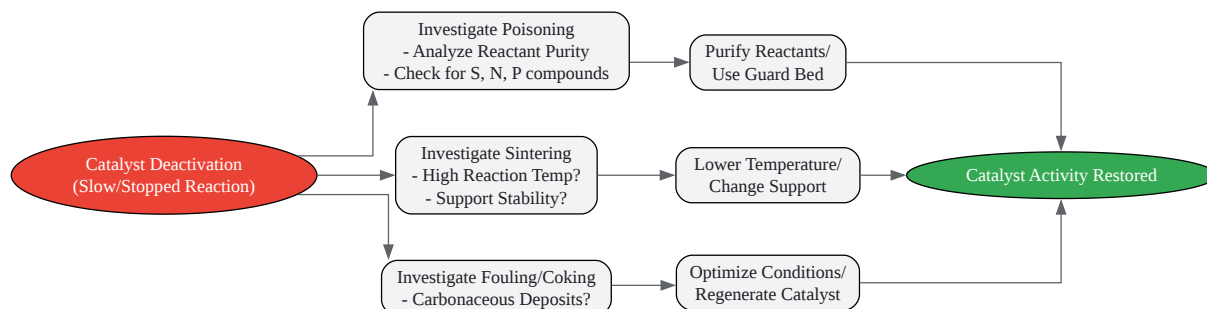 Investigate Poisoning
- Analyze Reactant Purity
- Check for S, N, P compounds
Purify Reactants/
Use Guard Bed
Catalyst Deactivation
(Slow/Stopped Reaction)
Investigate Sintering
- High Reaction Temp?
- Support Stability?
Lower Temperature/
Change Support
Catalyst Activity Restored
Investigate Fouling/Coking
- Carbonaceous Deposits?
Optimize Conditions/
Regenerate Catalyst